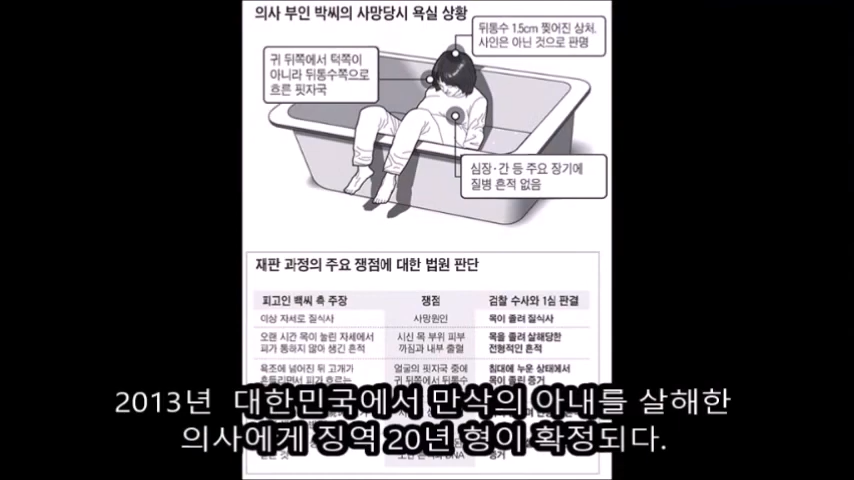 의사 부인 박씨의 사망당시 욕실 상황
뒤통수 1.5cm 찢어진 상처.
사인은 아닌 것으로 판명
귀 뒤쪽에서 턱쪽이
아니라 뒤통수쪽으로
흐른 핏자국
심장·간 등 주요 장기에
질병 흔적 없음
재판 과정의 주요 쟁점에 대한 법원 판단
피고인 백씨 측 주장 쟁점 검찰 수사와 1심 판결
이상 자세로 질식사 사망원인 목이 졸려 질식사
오랜 시간 목이 눌린 자세에서 시신 목 부위 피부 목을 졸려 살해당한
피가 통하지 않아 생긴 흔적 까짐과 내부 출혈 전형적인 흔적
욕조에 넘어진 뒤 고개가 얼굴의 핏자국 중에 침대에 누운 상태에서
흔들리면서 피가 흐르는 귀 뒤쪽에서 뒤통수 목이 졸린 증거
2013년 대한민국에서 만삭의 아내를 살해한
의사에게 징역 20년 형이 확정되다.